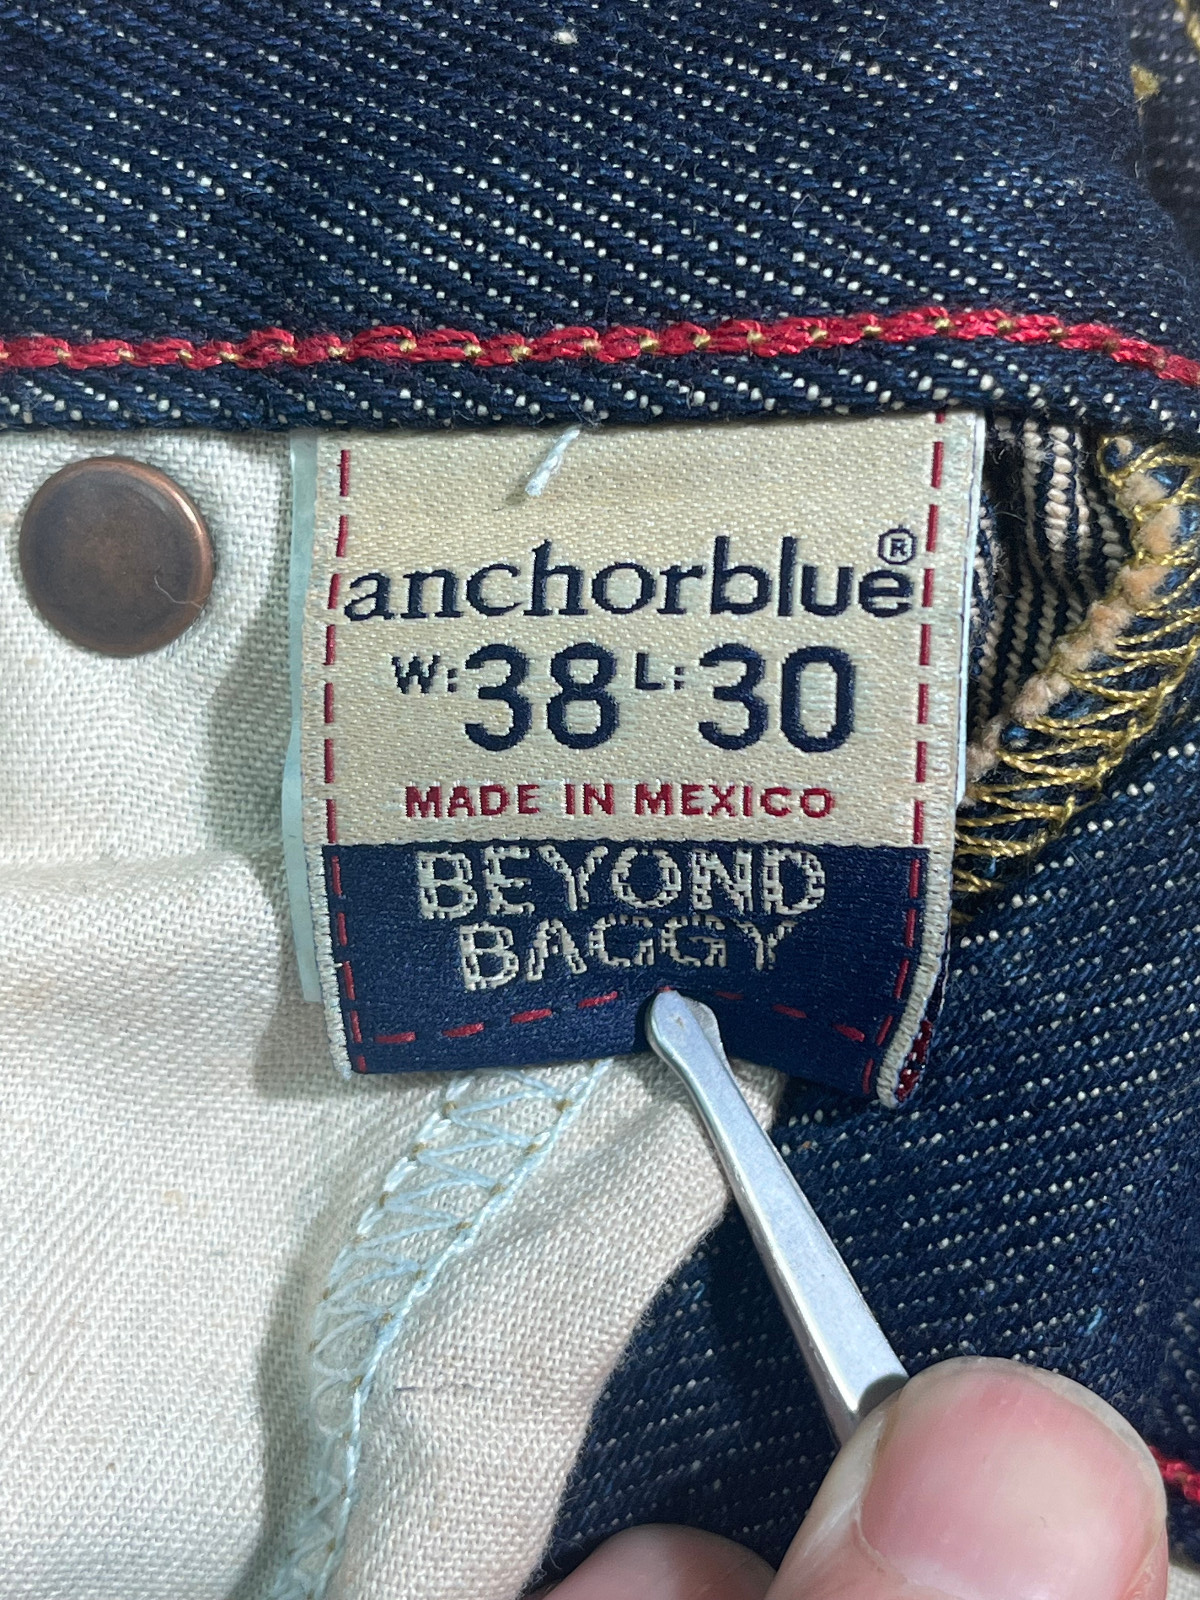 anchorblue®
W: 38 L: 30
MADE IN MEXICO
BEYOND
BAGGY